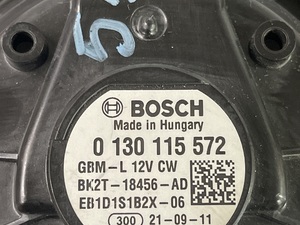 BOSCH
Made in Hungary
0 130 115 572
GBM-L 12V CW
BK2T-18456-AD
EB1D1S1B2X-06
300 21-09-11